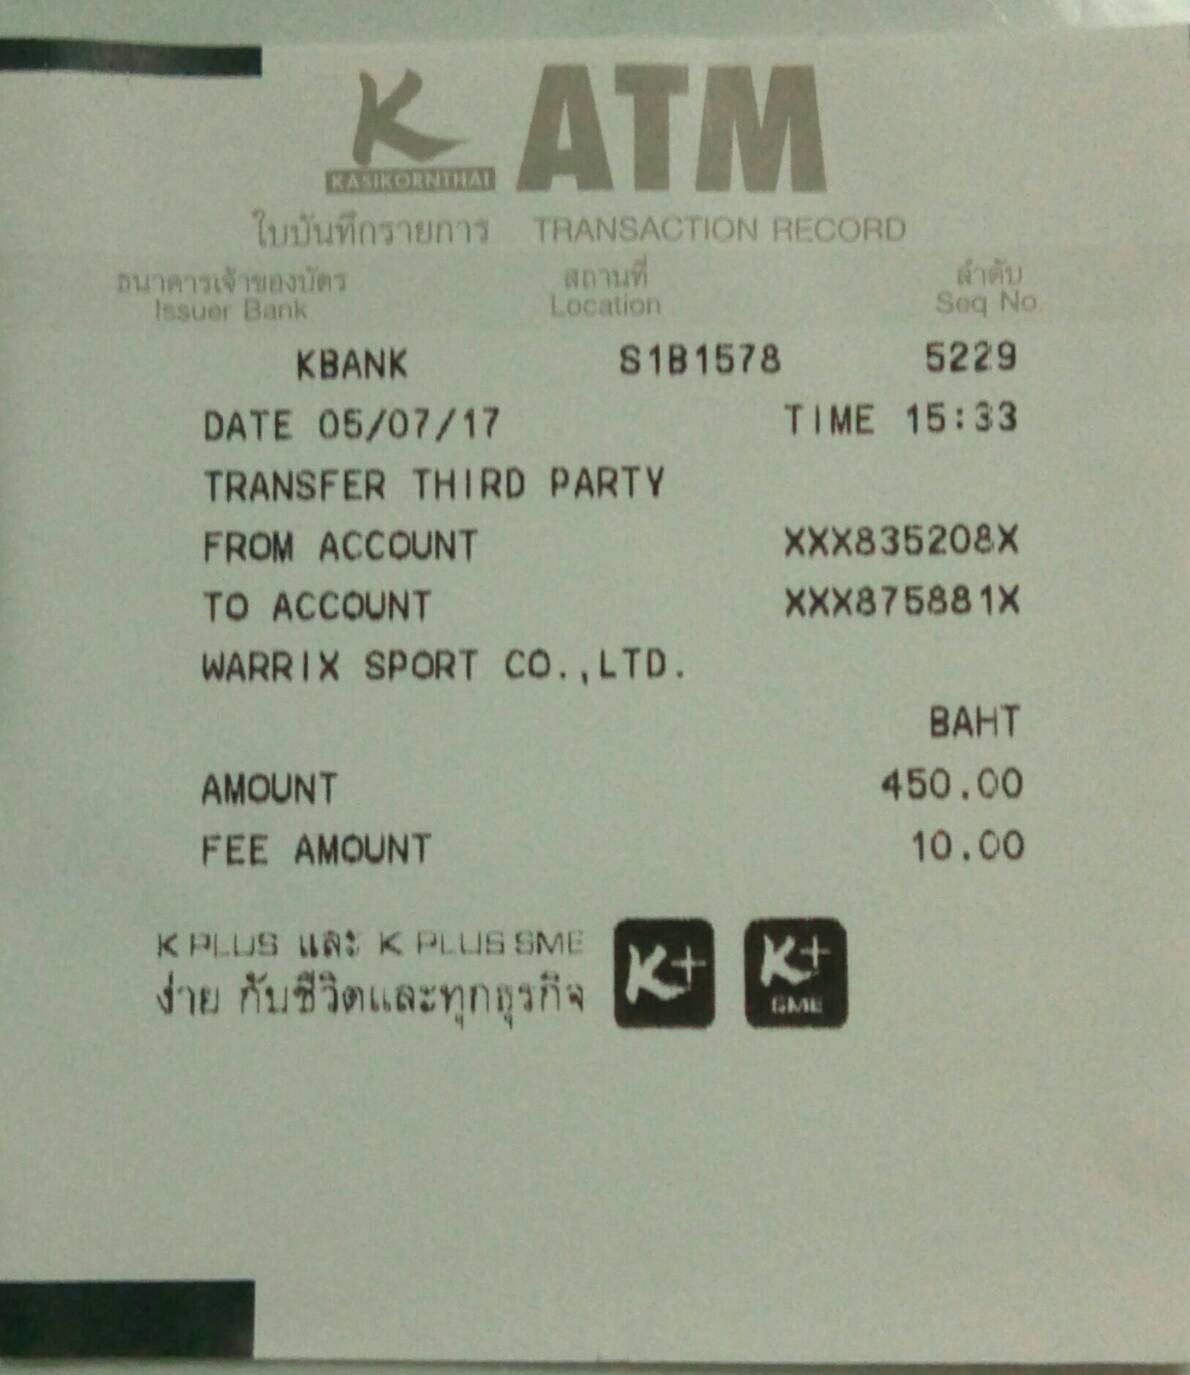 K ATM
KASIKORNTHAI
ใบบันทึกรายการ TRANSACTION RECORD
ธนาคารเจ้าของบัตร สถานที่ ลำดับ
Issuer Bank Location Seq No.
KBANK S1B1578 5229
DATE 05/07/17 TIME 15:33
TRANSFER THIRD PARTY
FROM ACCOUNT XXX835208X
TO ACCOUNT XXX875881X
WARRIX SPORT CO.,LTD.
BAHT
AMOUNT 450.00
FEE AMOUNT 10.00
K PLUS และ K PLUS SME K+ K+
ง่าย กับชีวิตและทุกธุรกิจ SME